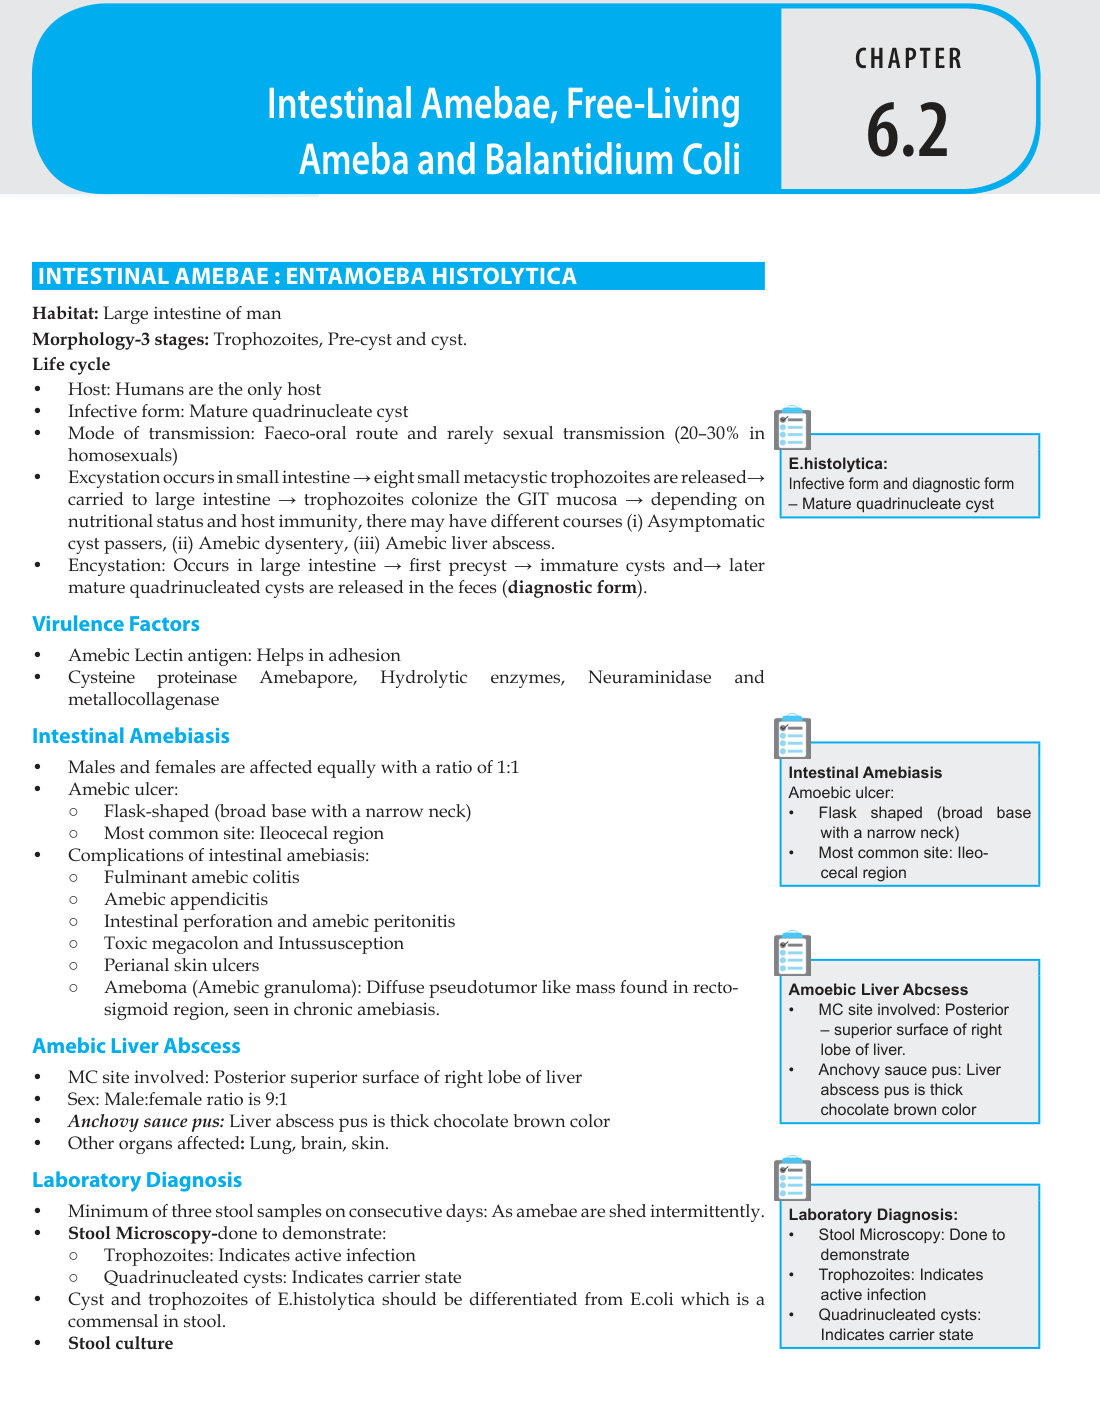 Intestinal Amebae, Free-Living
Ameba and Balantidium Coli
CHAPTER
6.2
INTESTINAL AMEBAE : ENTAMOEBA HISTOLYTICA
Habitat: Large intestine of man
Morphology-3 stages: Trophozoites, Pre-cyst and cyst.
Life cycle
• Host: Humans are the only host
• Infective form: Mature quadrinucleate cyst
• Mode of transmission: Faeco-oral route and rarely sexual transmission (20–30% in
homosexuals)
• Excystation occurs in small intestine → eight small metacystic trophozoites are released→
carried to large intestine → trophozoites colonize the GIT mucosa → depending on
nutritional status and host immunity, there may have different courses (i) Asymptomatic
cyst passers, (ii) Amebic dysentery, (iii) Amebic liver abscess.
• Encystation: Occurs in large intestine → first precyst → immature cysts and→ later
mature quadrinucleated cysts are released in the feces (diagnostic form).
Virulence Factors
• Amebic Lectin antigen: Helps in adhesion
• Cysteine proteinase Amebapore, Hydrolytic enzymes, Neuraminidase and
metallocollagenase
Intestinal Amebiasis
• Males and females are affected equally with a ratio of 1:1
• Amebic ulcer:
○ Flask-shaped (broad base with a narrow neck)
○ Most common site: Ileocecal region
• Complications of intestinal amebiasis:
○ Fulminant amebic colitis
○ Amebic appendicitis
○ Intestinal perforation and amebic peritonitis
○ Toxic megacolon and Intussusception
○ Perianal skin ulcers
○ Ameboma (Amebic granuloma): Diffuse pseudotumor like mass found in recto-
sigmoid region, seen in chronic amebiasis.
Amebic Liver Abscess
• MC site involved: Posterior superior surface of right lobe of liver
• Sex: Male:female ratio is 9:1
• Anchovy sauce pus: Liver abscess pus is thick chocolate brown color
• Other organs affected: Lung, brain, skin.
Laboratory Diagnosis
• Minimum of three stool samples on consecutive days: As amebae are shed intermittently.
• Stool Microscopy-done to demonstrate:
○ Trophozoites: Indicates active infection
○ Quadrinucleated cysts: Indicates carrier state
• Cyst and trophozoites of E.histolytica should be differentiated from E.coli which is a
commensal in stool.
• Stool culture
E.histolytica:
Infective form and diagnostic form
– Mature quadrinucleate cyst
Intestinal Amebiasis
Amoebic ulcer:
• Flask shaped (broad base
with a narrow neck)
• Most common site: Ileo-
cecal region
Amoebic Liver Abcsess
• MC site involved: Posterior
– superior surface of right
lobe of liver.
• Anchovy sauce pus: Liver
abscess pus is thick
chocolate brown color
Laboratory Diagnosis:
• Stool Microscopy: Done to
demonstrate
• Trophozoites: Indicates
active infection
• Quadrinucleated cysts:
Indicates carrier state